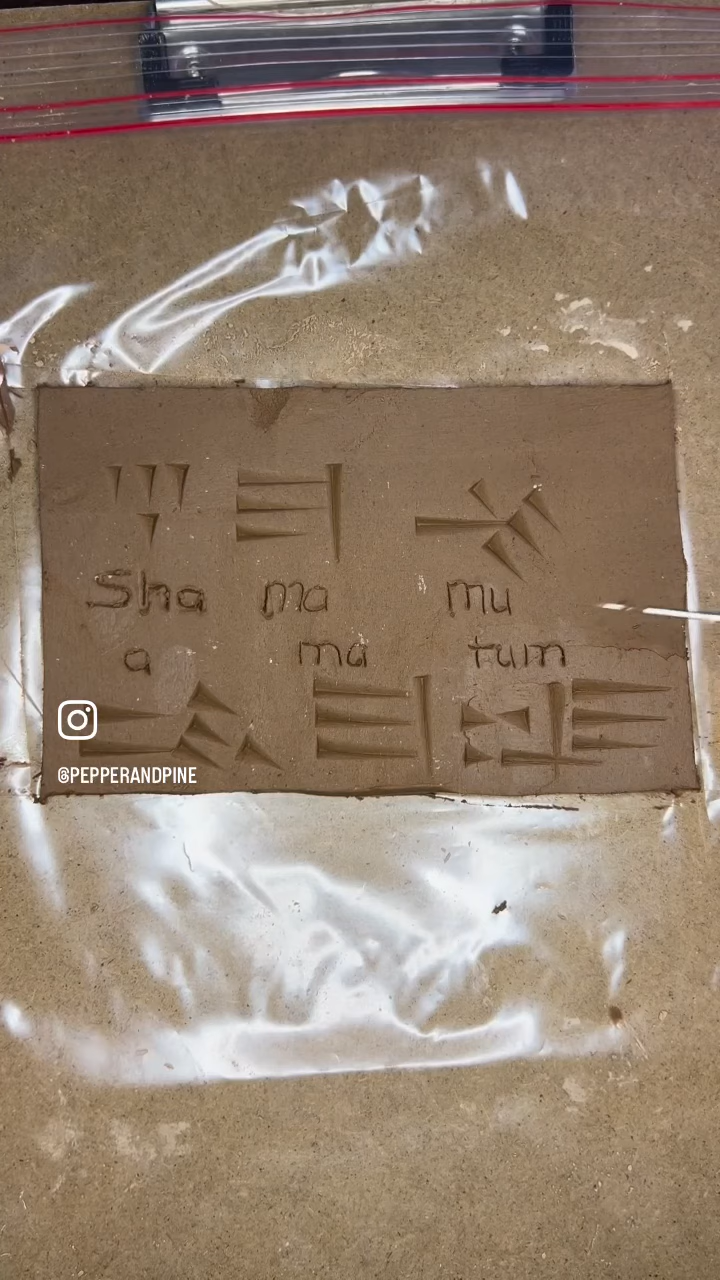 𒊭 𒈠 𒈬
Sha ma mu
a ma tum
𒈠 𒌈
@PEPPERANDPINE